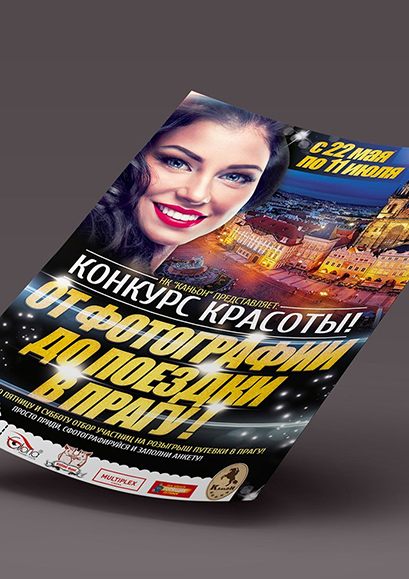 с 22 мая
по 11 июля
НК "КАНЬОН" ПРЕДСТАВЛЯЕТ:
КОНКУРС КРАСОТЫ!
ОТ ФОТОГРАФИИ
ДО ПОЕЗДКИ
В ПРАГУ!
ПЯТНИЦУ И СУББОТУ ОТБОР УЧАСТНИЦ НА РОЗЫГРЫШ ПУТЕВКИ В ПРАГУ!
ПРОСТО ПРИДИ, СФОТОГРАФИРУЙСЯ И ЗАПОЛНИ АНКЕТУ!
MULTIPLEX